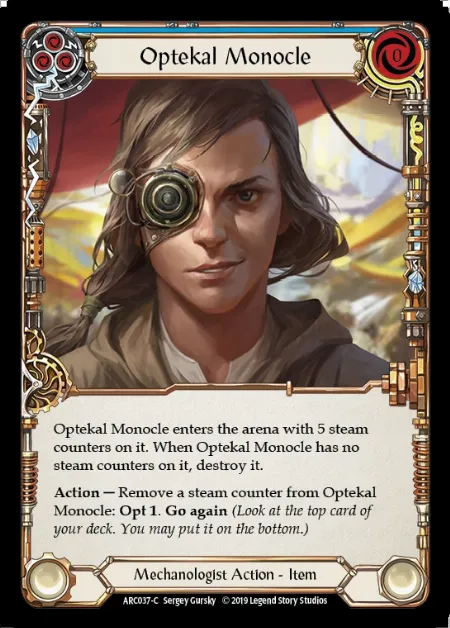 Optekal Monocle
0
Optekal Monocle enters the arena with 5 steam
counters on it. When Optekal Monocle has no
steam counters on it, destroy it.
Action — Remove a steam counter from Optekal
Monocle: Opt 1. Go again (Look at the top card of
your deck. You may put it on the bottom.)
Mechanologist Action - Item
ARC037-C Sergey Gursky © 2019 Legend Story Studios